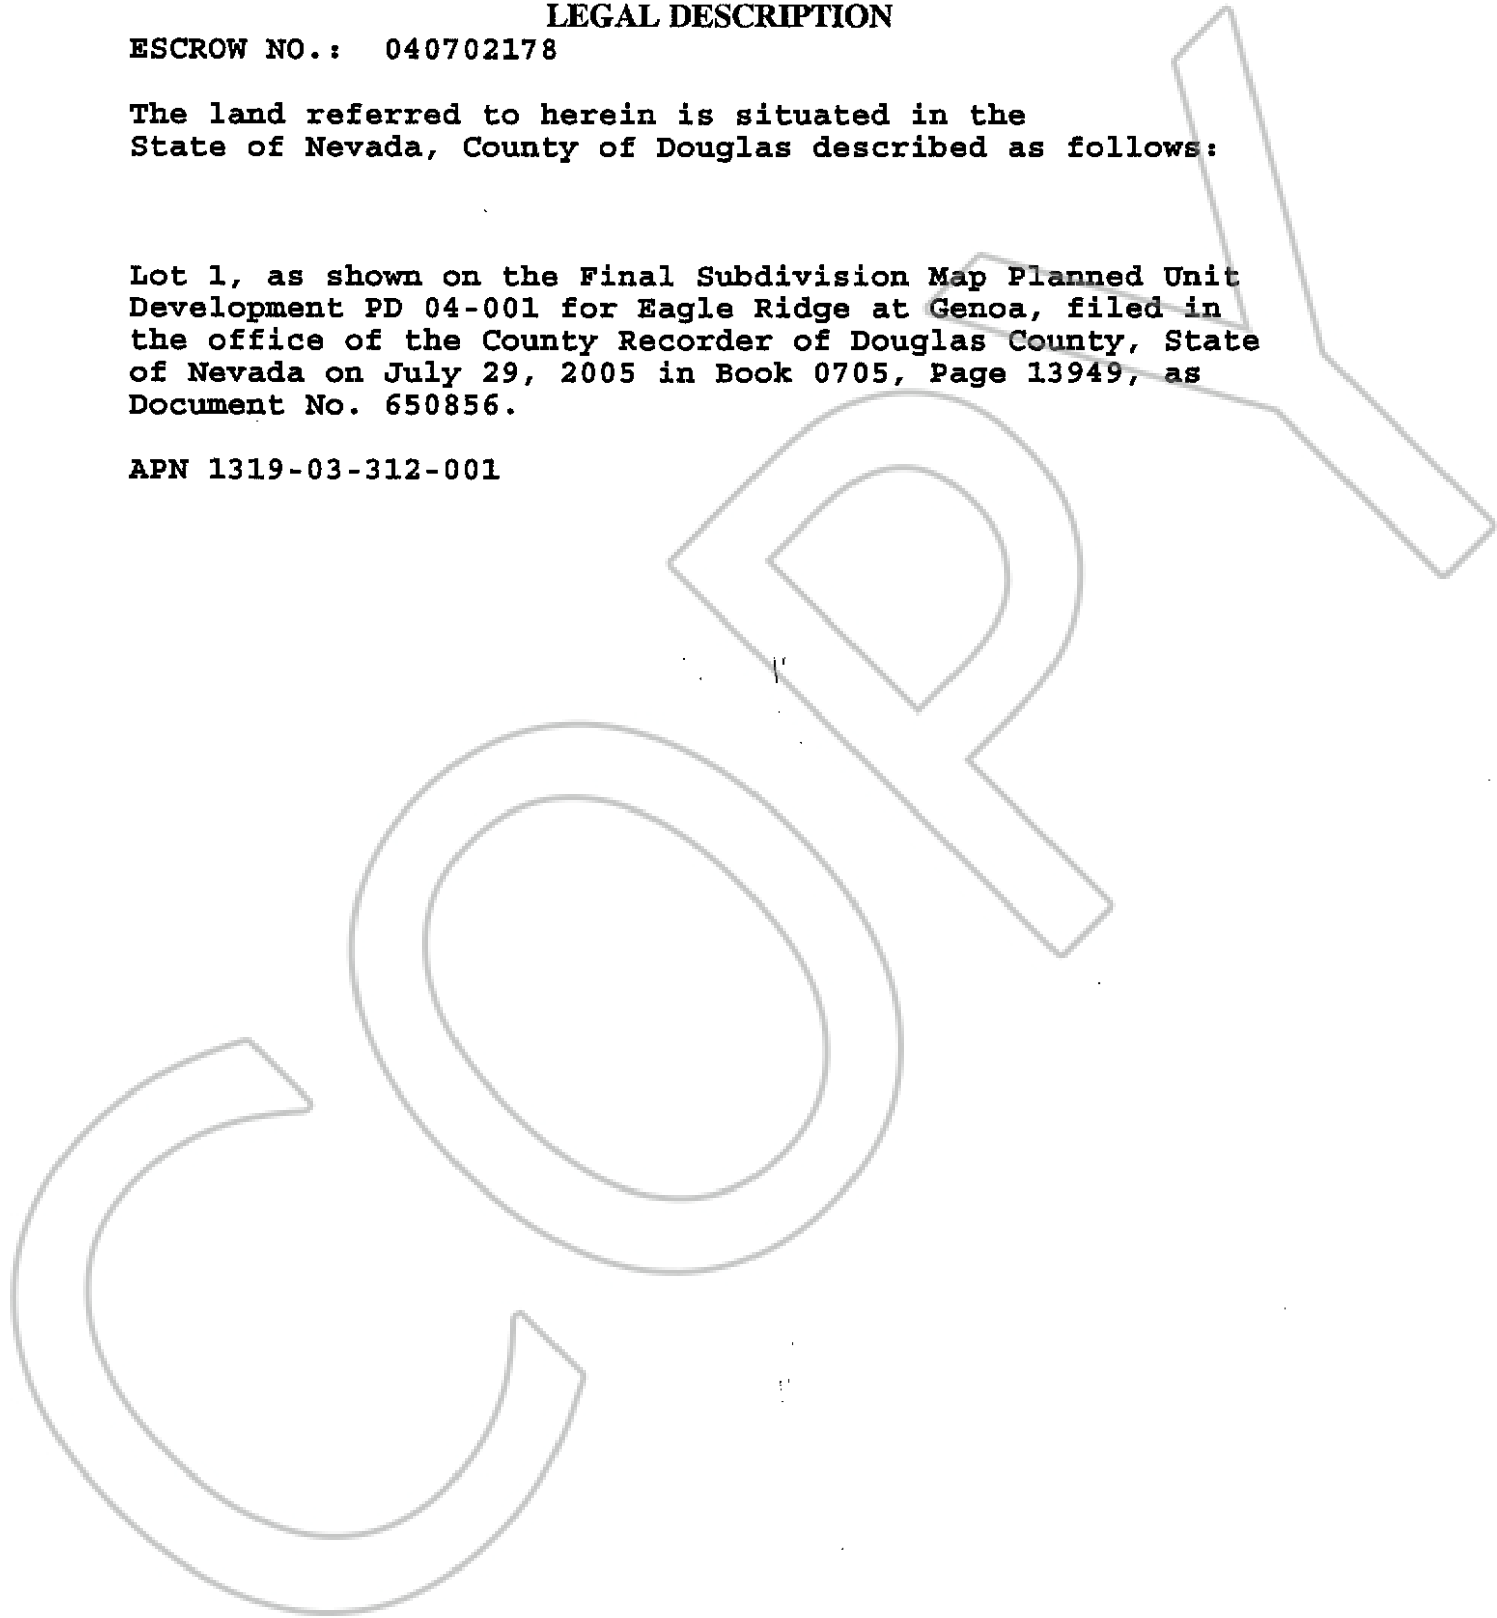 LEGAL DESCRIPTION
ESCROW NO.: 040702178
The land referred to herein is situated in the
State of Nevada, County of Douglas described as follows:
Lot 1, as shown on the Final Subdivision Map Planned Unit
Development PD 04-001 for Eagle Ridge at Genoa, filed in
the office of the County Recorder of Douglas County, State
of Nevada on July 29, 2005 in Book 0705, Page 13949, as
Document No. 650856.
APN 1319-03-312-001
COPY